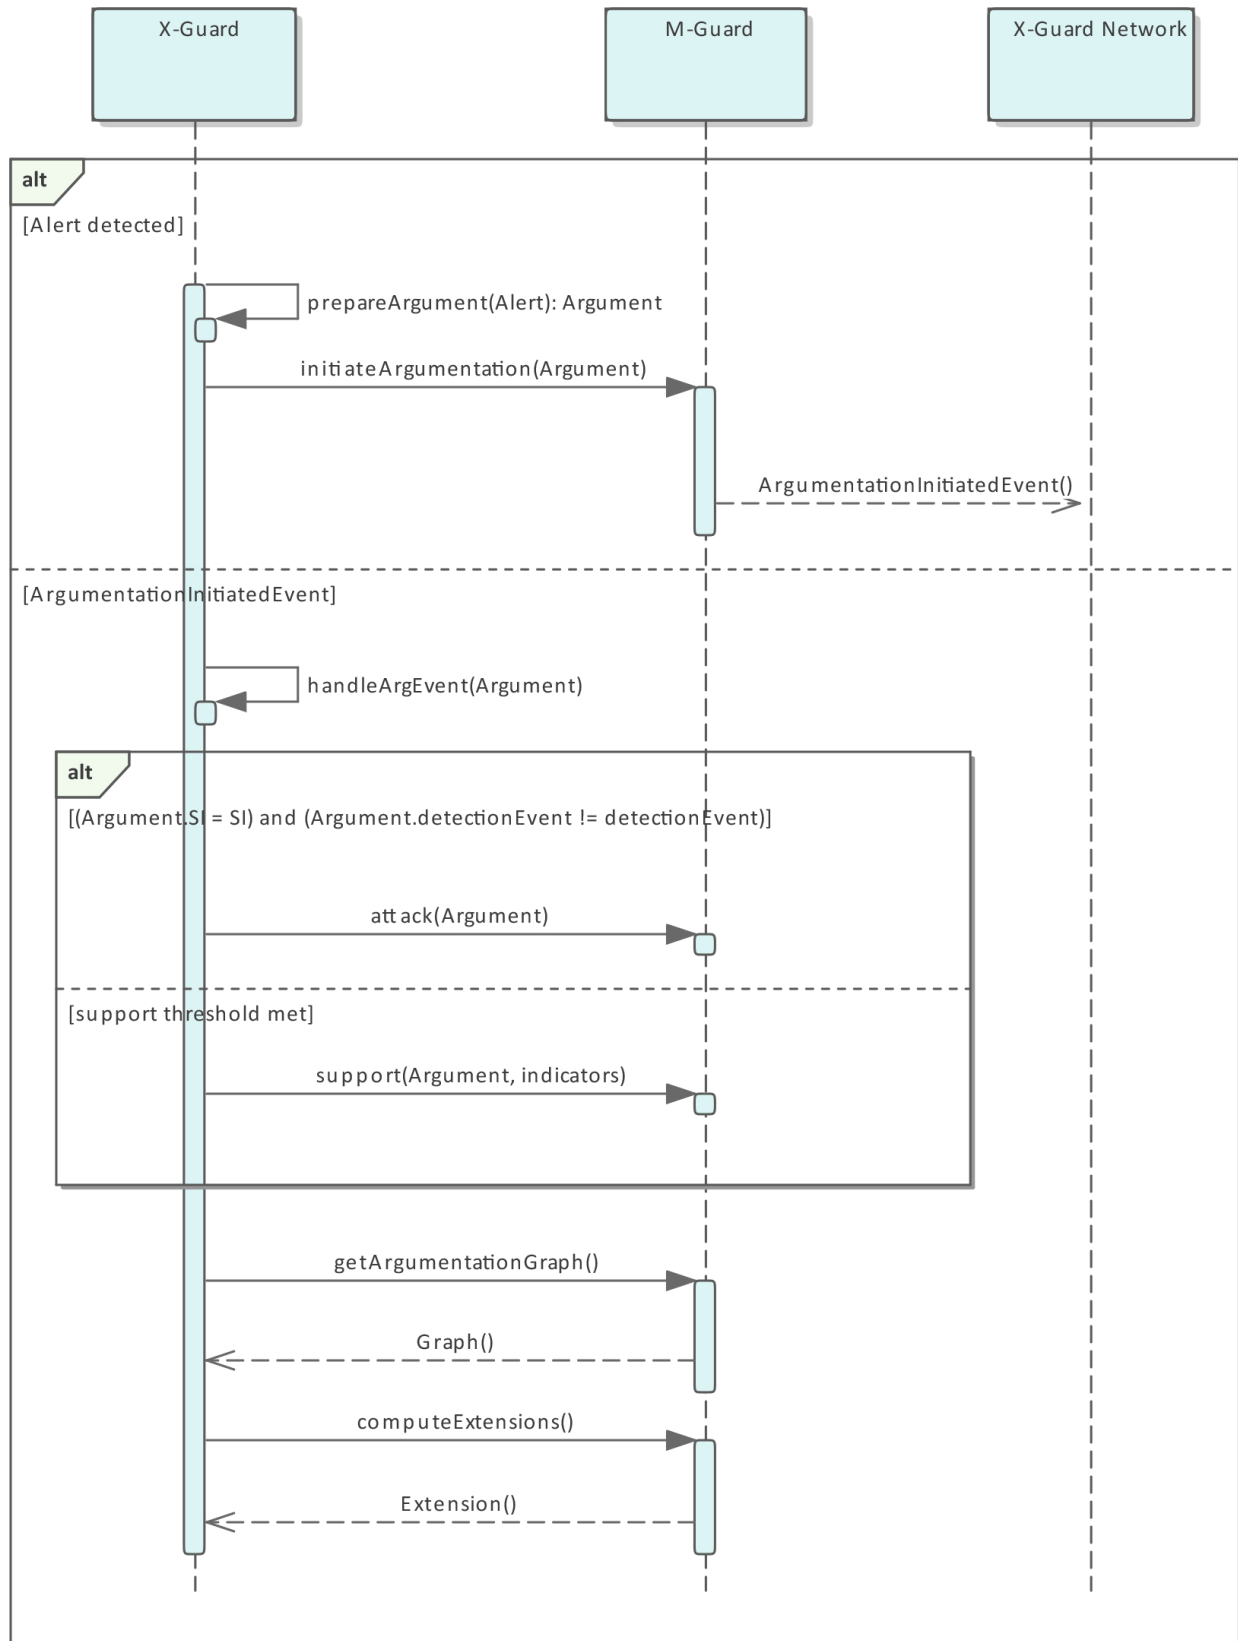 X-Guard
M-Guard
X-Guard Network
alt
[Alert detected]
prepareArgument(Alert): Argument
initiateArgumentation(Argument)
ArgumentationInitiatedEvent()
[ArgumentationInitiatedEvent]
handleArgEvent(Argument)
alt
[(Argument.SI = SI) and (Argument.detectionEvent != detectionEvent)]
attack(Argument)
[support threshold met]
support(Argument, indicators)
getArgumentationGraph()
Graph()
computeExtensions()
Extension()